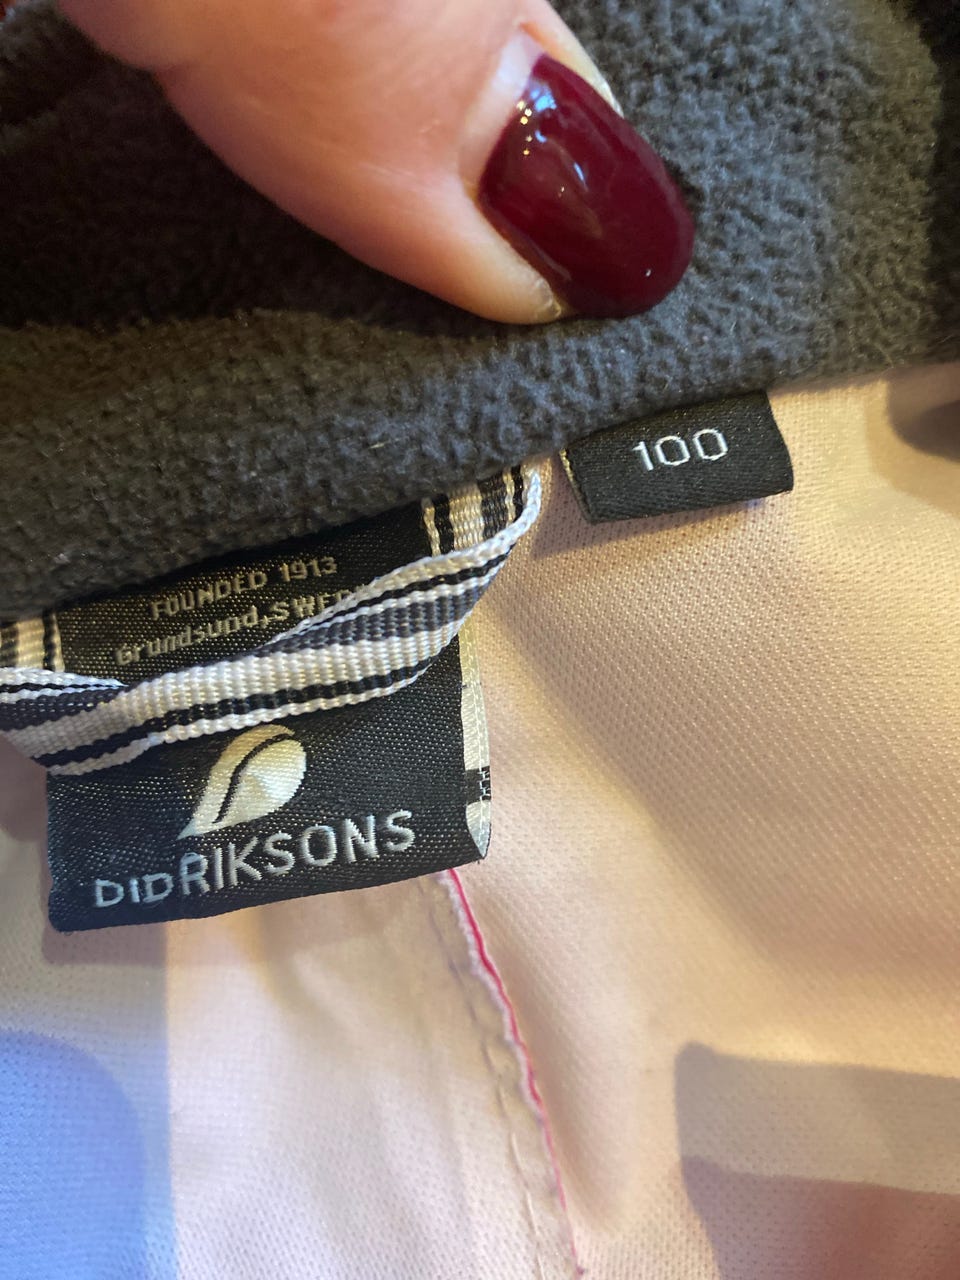 100
FOUNDED 1913
Grundsund,
DIDRIKSONS